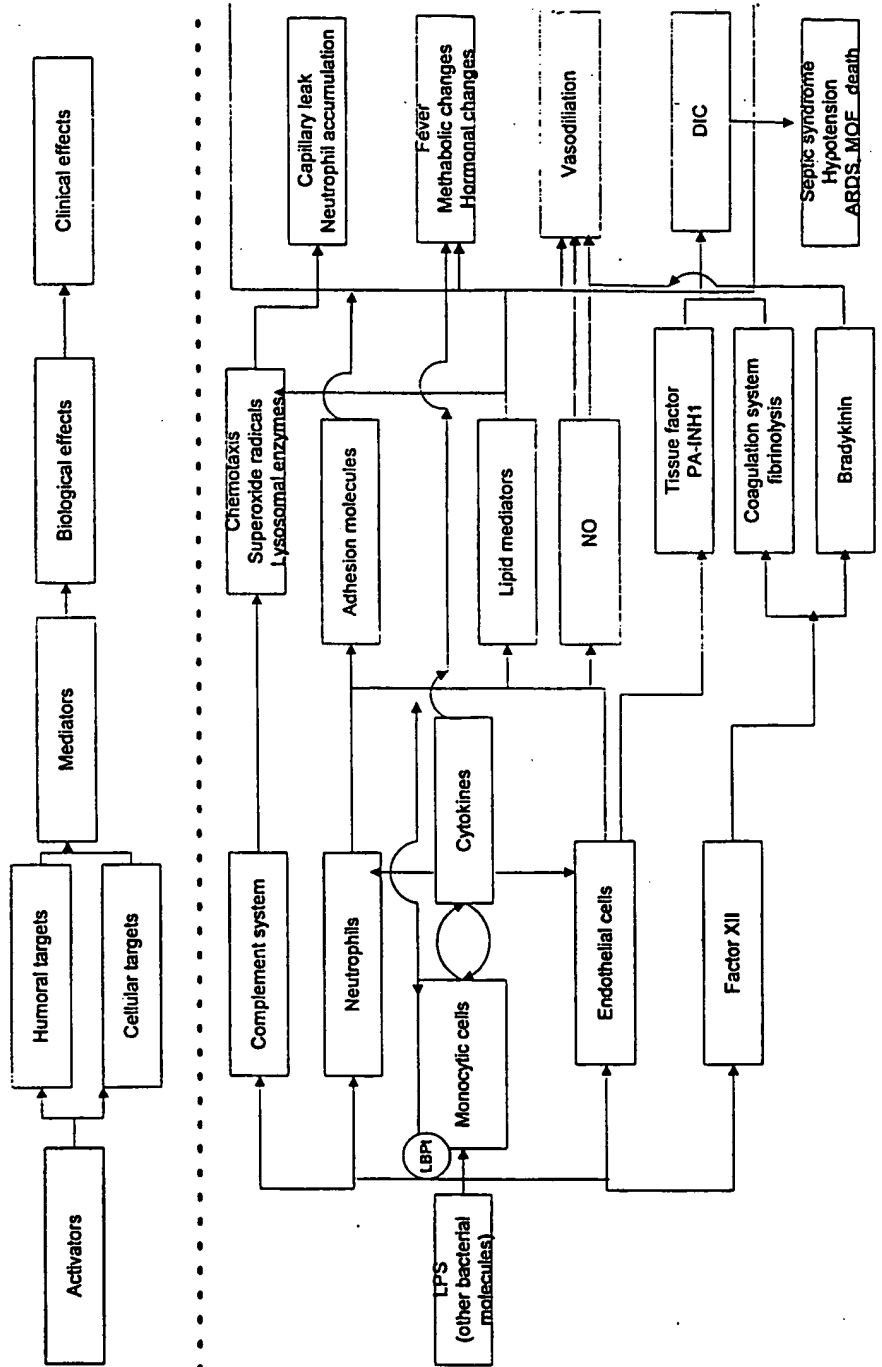 Activators
Humoral targets
Cellular targets
Mediators
Biological effects
Clinical effects
LPS
(other bacterial
molecules)
LBPt
Complement system
Neutrophils
Monocytic cells
Endothelial cells
Factor XII
Cytokines
Chemotaxis
Superoxide radicals
Lysosomal enzymes
Adhesion molecules
Lipid mediators
NO
Tissue factor
PA-INH1
Coagulation system
fibrinolysis
Bradykinin
Capillary leak
Neutrophil accumulation
Fever
Methabolic changes
Hormonal changes
Vasodiliation
DIC
Septic syndrome
Hypotension
ARDS, MOF death